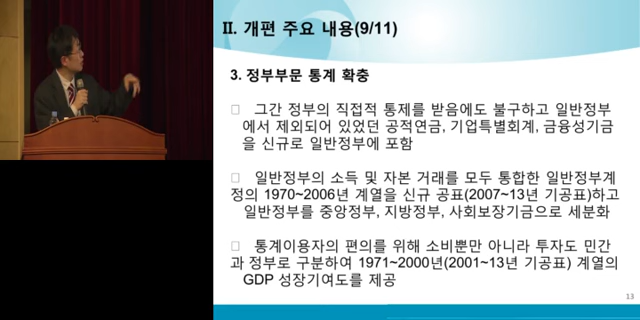 Ⅱ. 개편 주요 내용(9/11)
3. 정부부문 통계 확충
□ 그간 정부의 직접적 통제를 받음에도 불구하고 일반정부
에서 제외되어 있었던 공적연금, 기업특별회계, 금융성기금
을 신규로 일반정부에 포함
□ 일반정부의 소득 및 자본 거래를 모두 통합한 일반정부계
정의 1970~2006년 계열을 신규 공표(2007~13년 기공표)하고
일반정부를 중앙정부, 지방정부, 사회보장기금으로 세분화
□ 통계이용자의 편의를 위해 소비뿐만 아니라 투자도 민간
과 정부로 구분하여 1971~2000년(2001~13년 기공표) 계열의
GDP 성장기여도를 제공
13